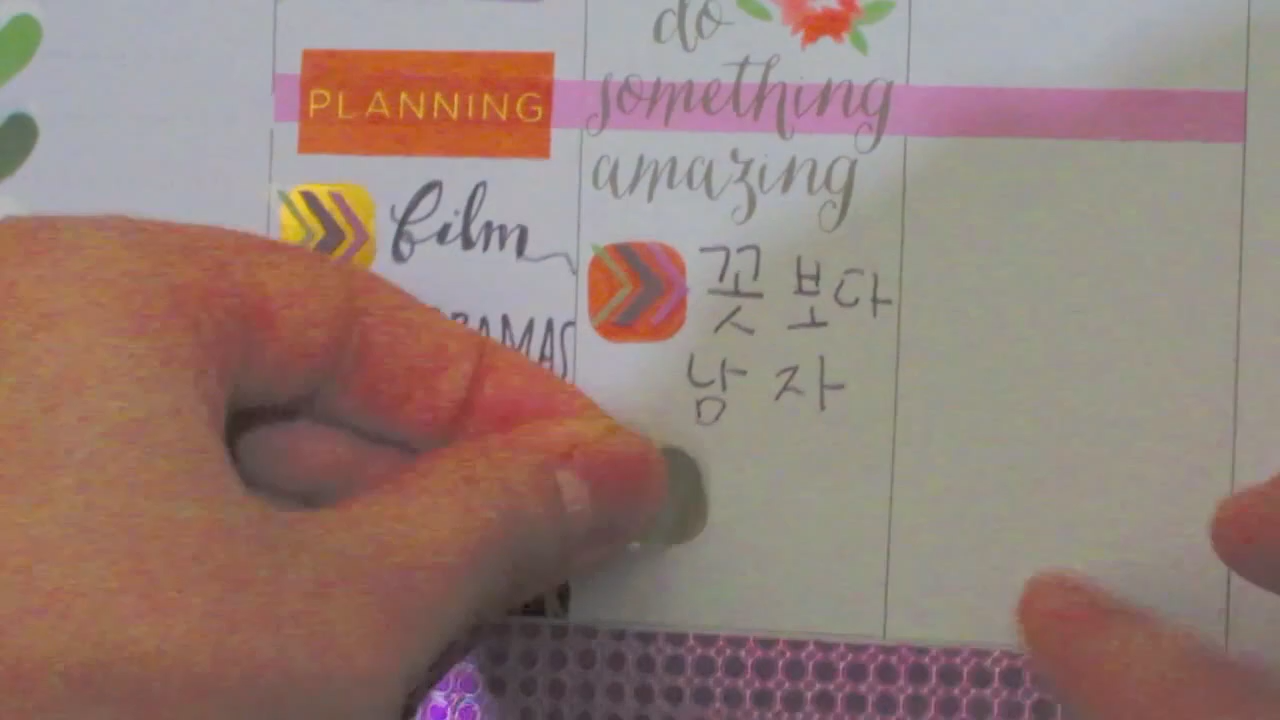 PLANNING
film
do
something
amazing
꼿 보다
남자